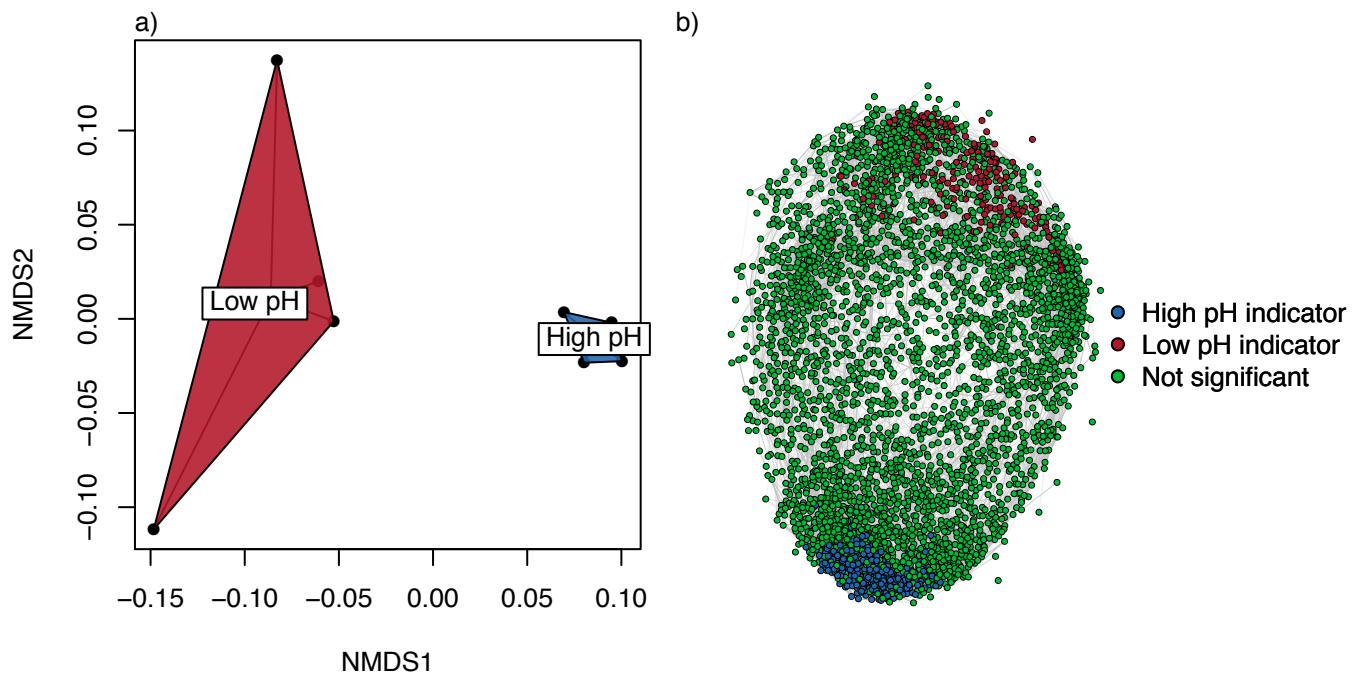 a)
b)
0.10
0.05
0.00
−0.05
−0.10
NMDS2
Low pH
High pH
−0.15 −0.10 −0.05 0.00 0.05 0.10
NMDS1
High pH indicator
Low pH indicator
Not significant